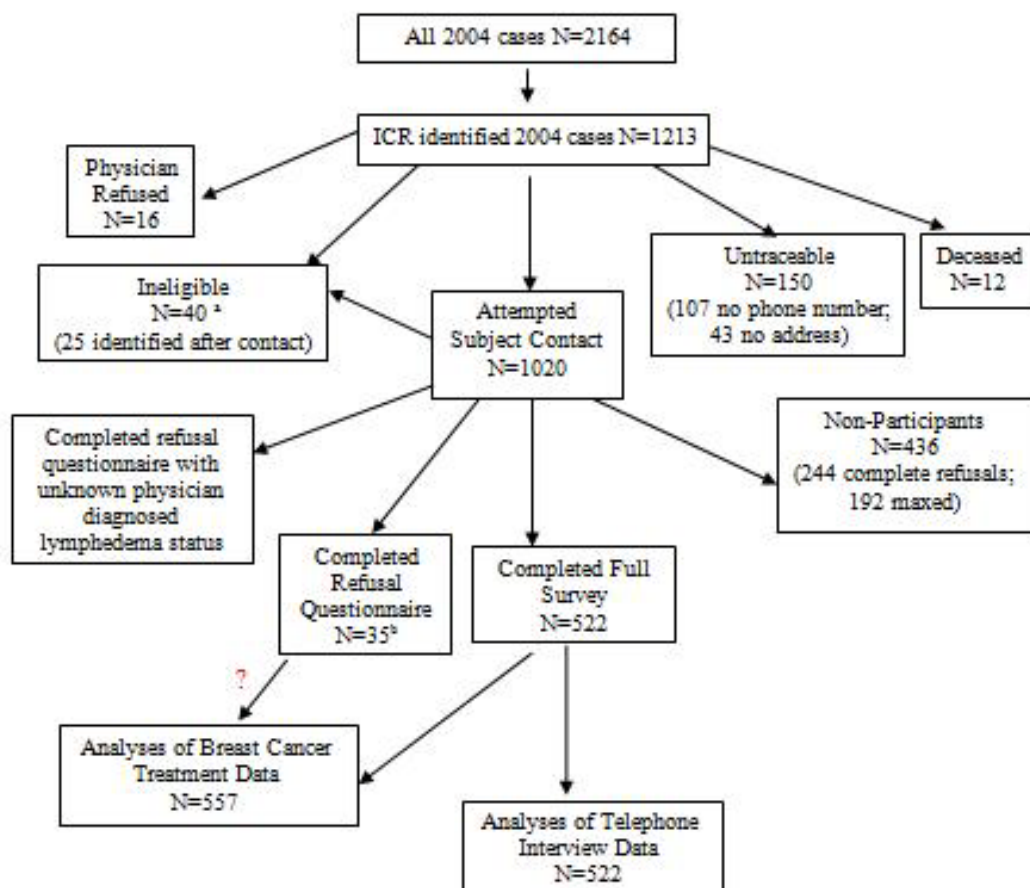 All 2004 cases N=2164
ICR identified 2004 cases N=1213
Physician
Refused
N=16
Ineligible
N=40 ª
(25 identified after contact)
Attempted
Subject Contact
N=1020
Untraceable
N=150
(107 no phone number;
43 no address)
Deceased
N=12
Completed refusal
questionnaire with
unknown physician
diagnosed
lymphedema status
Completed
Refusal
Questionnaire
N=35ᵇ
Completed Full
Survey
N=522
Non-Participants
N=436
(244 complete refusals;
192 maxed)
?
Analyses of Breast Cancer
Treatment Data
N=557
Analyses of Telephone
Interview Data
N=522